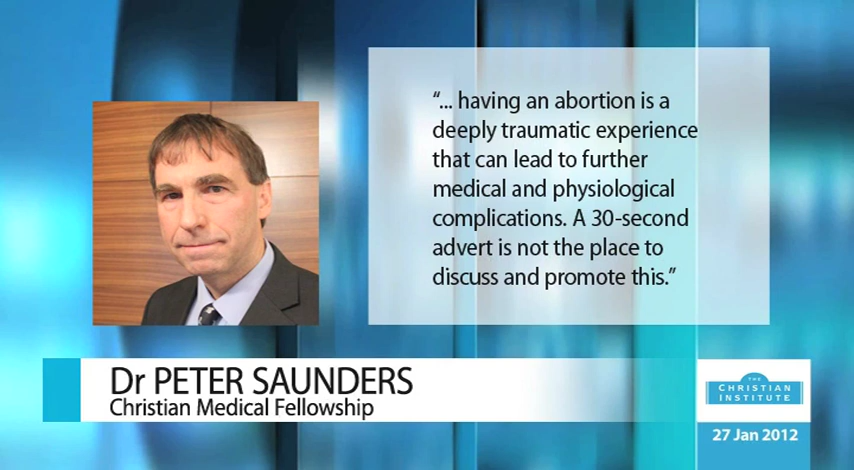 “... having an abortion is a
deeply traumatic experience
that can lead to further
medical and physiological
complications. A 30-second
advert is not the place to
discuss and promote this.”
Dr PETER SAUNDERS
Christian Medical Fellowship
THE
CHRISTIAN
INSTITUTE
27 Jan 2012